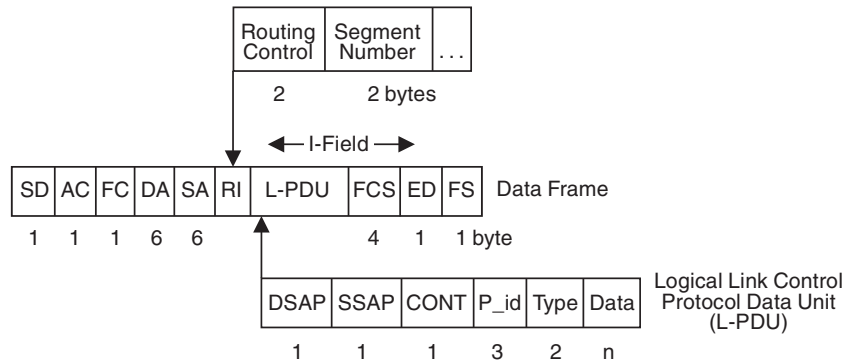 Routing Control Segment Number ...
2 2 bytes
I-Field
SD AC FC DA SA RI L-PDU FCS ED FS Data Frame
1 1 1 6 6 4 1 1 byte
DSAP SSAP CONT P_id Type Data
1 1 1 3 2 n
Logical Link Control
Protocol Data Unit
(L-PDU)